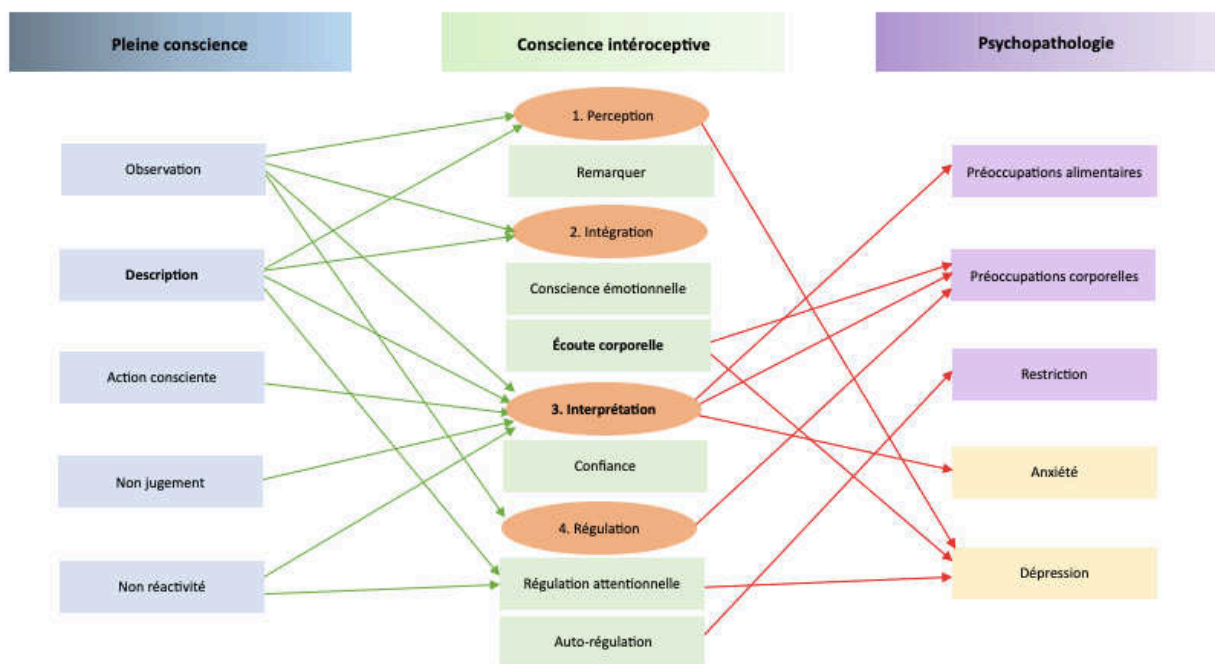 Pleine conscience
Conscience intéroceptive
Psychopathologie
Observation
Description
Action consciente
Non jugement
Non réactivité
1. Perception
Remarquer
2. Intégration
Conscience émotionnelle
Écoute corporelle
3. Interprétation
Confiance
4. Régulation
Régulation attentionnelle
Auto-régulation
Préoccupations alimentaires
Préoccupations corporelles
Restriction
Anxiété
Dépression